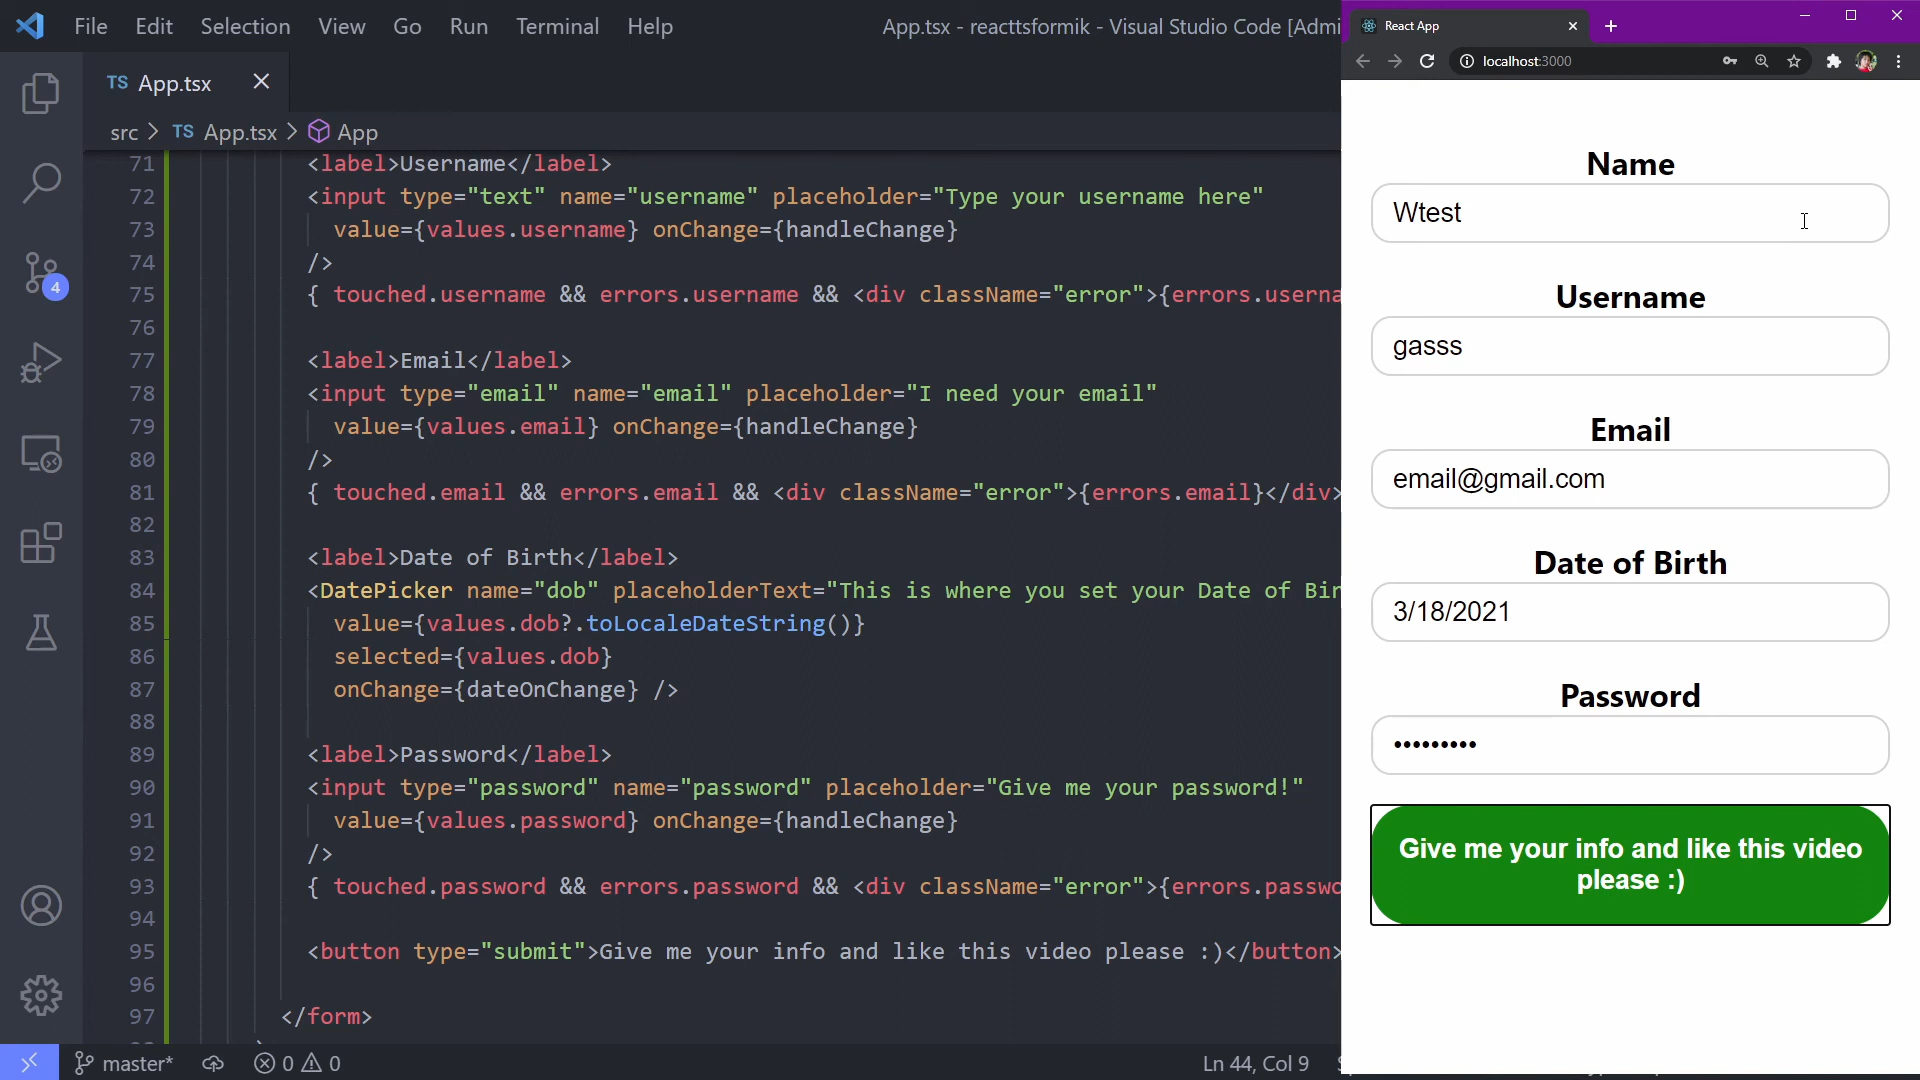 File Edit Selection View Go Run Terminal Help
App.tsx - reacttsformik - Visual Studio Code [Admi
TS App.tsx
src > TS App.tsx > App
71 <label>Username</label>
72 <input type="text" name="username" placeholder="Type your username here"
73 value={values.username} onChange={handleChange}
74 />
75 { touched.username && errors.username && <div className="error">{errors.userna
76
77 <label>Email</label>
78 <input type="email" name="email" placeholder="I need your email"
79 value={values.email} onChange={handleChange}
80 />
81 { touched.email && errors.email && <div className="error">{errors.email}</div>
82
83 <label>Date of Birth</label>
84 <DatePicker name="dob" placeholderText="This is where you set your Date of Bir
85 value={values.dob?.toLocaleDateString()}
86 selected={values.dob}
87 onChange={dateOnChange} />
88
89 <label>Password</label>
90 <input type="password" name="password" placeholder="Give me your password!"
91 value={values.password} onChange={handleChange}
92 />
93 { touched.password && errors.password && <div className="error">{errors.passwo
94
95 <button type="submit">Give me your info and like this video please :)</button>
96
97 </form>
4
master* 0 0
Ln 44, Col 9
React App
localhost:3000
Name
Wtest
Username
gasss
Email
email@gmail.com
Date of Birth
3/18/2021
Password
•••••••••
Give me your info and like this video
please :)